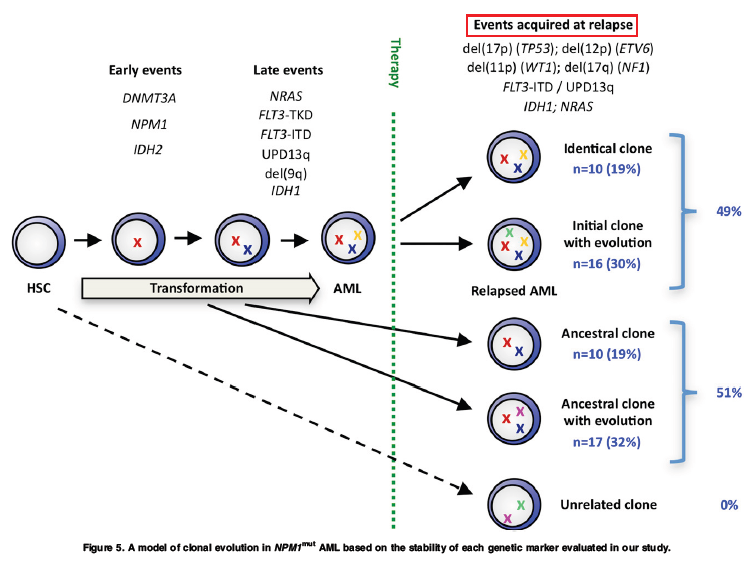 Events acquired at relapse
del(17p) (TP53); del(12p) (ETV6)
del(11p) (WT1); del(17q) (NF1)
FLT3-ITD / UPD13q
IDH1; NRAS
Early events
DNMT3A
NPM1
IDH2
Late events
NRAS
FLT3-TKD
FLT3-ITD
UPD13q
del(9q)
IDH1
Therapy
x
x
x
x
x
x
x
HSC
Transformation
AML
x
x
x
Identical clone
n=10 (19%)
x
x
x
x
Initial clone
with evolution
n=16 (30%)
Relapsed AML
49%
x
x
Ancestral clone
n=10 (19%)
x
x
x
Ancestral clone
with evolution
n=17 (32%)
51%
x
x
Unrelated clone
0%
Therapy
Figure 5. A model of clonal evolution in NPM1mut AML based on the stability of each genetic marker evaluated in our study.